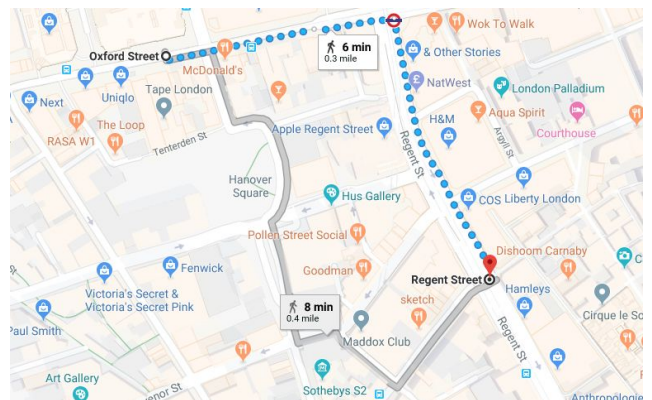 Wok To Walk
6 min
0.3 mile
Oxford Street
& Other Stories
McDonald's
NatWest
London Palladium
Next
Uniqlo
Tape London
Aqua Spirit
The Loop
H&M
Courthouse
RASA W1
Apple Regent Street
Regent St
Argyll St
Tenterden St
Hanover
Square
Hus Gallery
COS
Liberty London
Pollen Street Social
Dishoom Carnaby
Fenwick
Goodman
Regent Street
Hamleys
Victoria's Secret &
Victoria's Secret Pink
8 min
0.4 mile
sketch
Cirque le So
Paul Smith
Maddox Club
Regent St
Art Gallery
Sothebys S2
venor St
Anthropologie